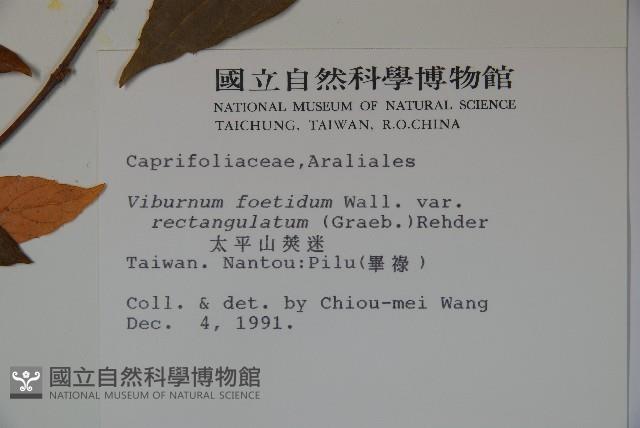 國立自然科學博物館
NATIONAL MUSEUM OF NATURAL SCIENCE
TAICHUNG, TAIWAN, R.O.CHINA
Caprifoliaceae,Araliales
Viburnum foetidum Wall. var.
rectangulatum (Graeb.)Rehder
太平山莢迷
Taiwan. Nantou:Pilu(畢祿)
Coll. & det. by Chiou-mei Wang
Dec. 4, 1991.
國立自然科學博物館
NATIONAL MUSEUM OF NATURAL SCIENCE